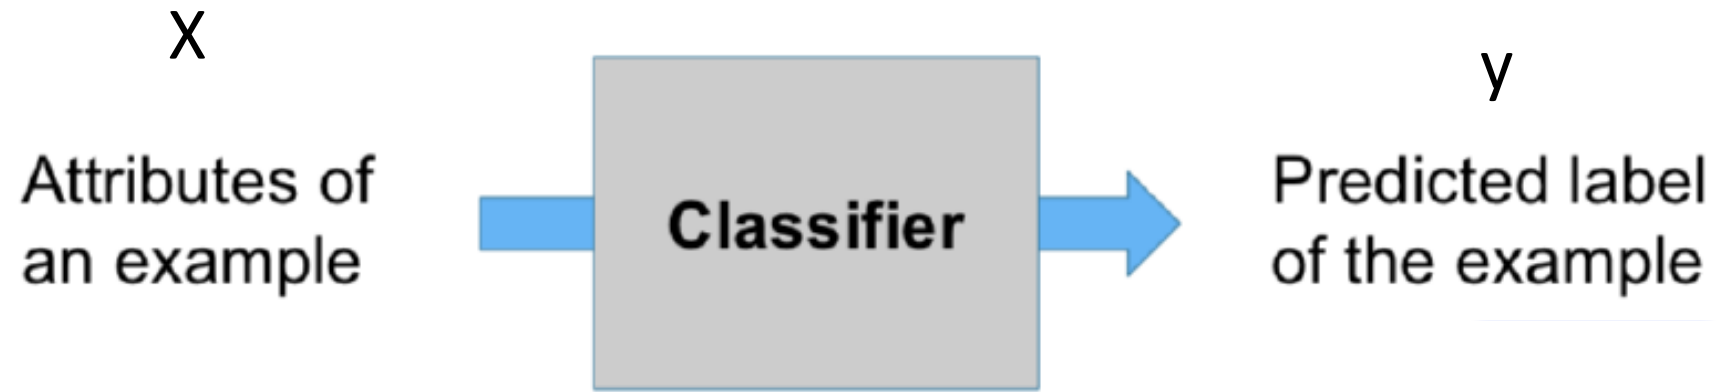 X
Attributes of
an example
Classifier
y
Predicted label
of the example